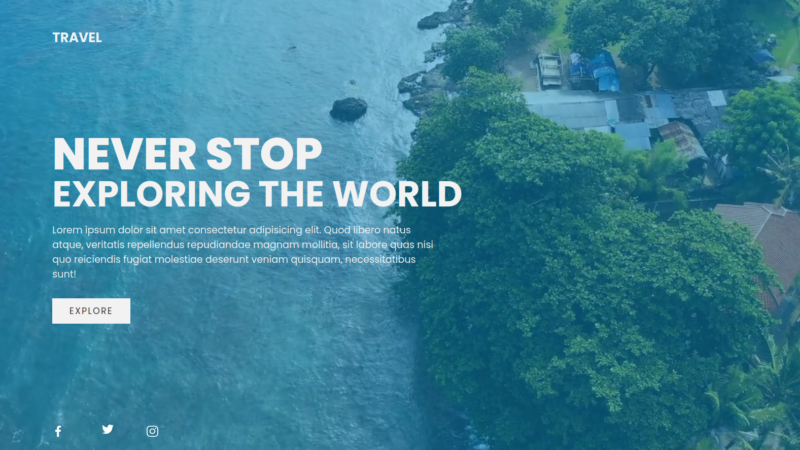 TRAVEL
NEVER STOP
EXPLORING THE WORLD
Lorem ipsum dolor sit amet consectetur adipisicing elit. Quod libero natus
atque, veritatis repellendus repudiandae magnam mollitia, sit labore quas nisi
quo reiciendis fugiat molestiae deserunt veniam quisquam, necessitatibus
sunt!
EXPLORE